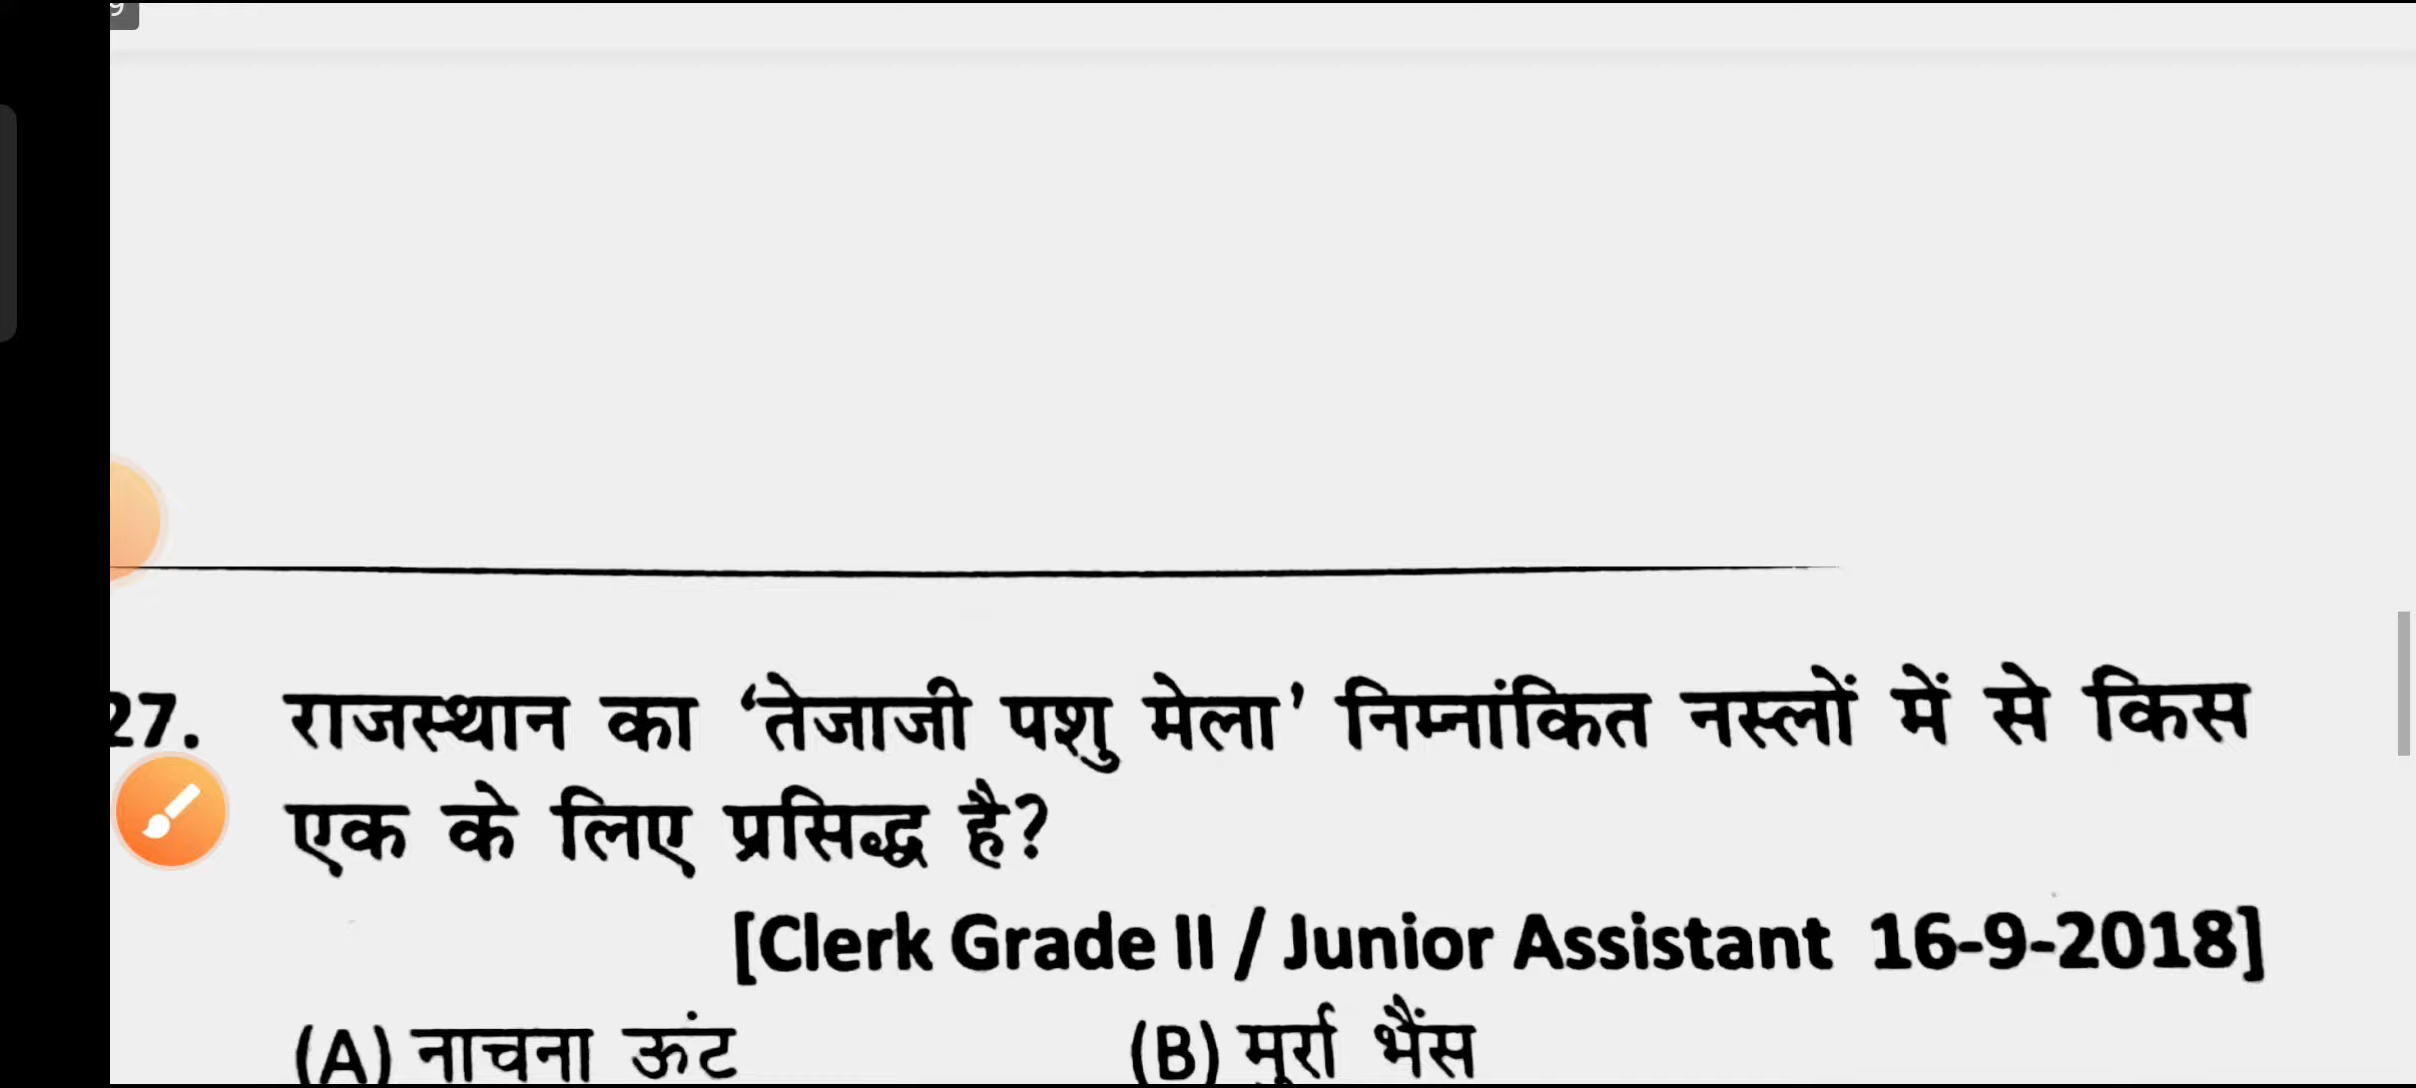 27. राजस्थान का ‘तेजाजी पशु मेला’ निम्नांकित नस्लों में से किस
एक के लिए प्रसिद्ध है?
[Clerk Grade II / Junior Assistant 16-9-2018]
(A) नाचना ऊंट (B) मुर्रा भैंस